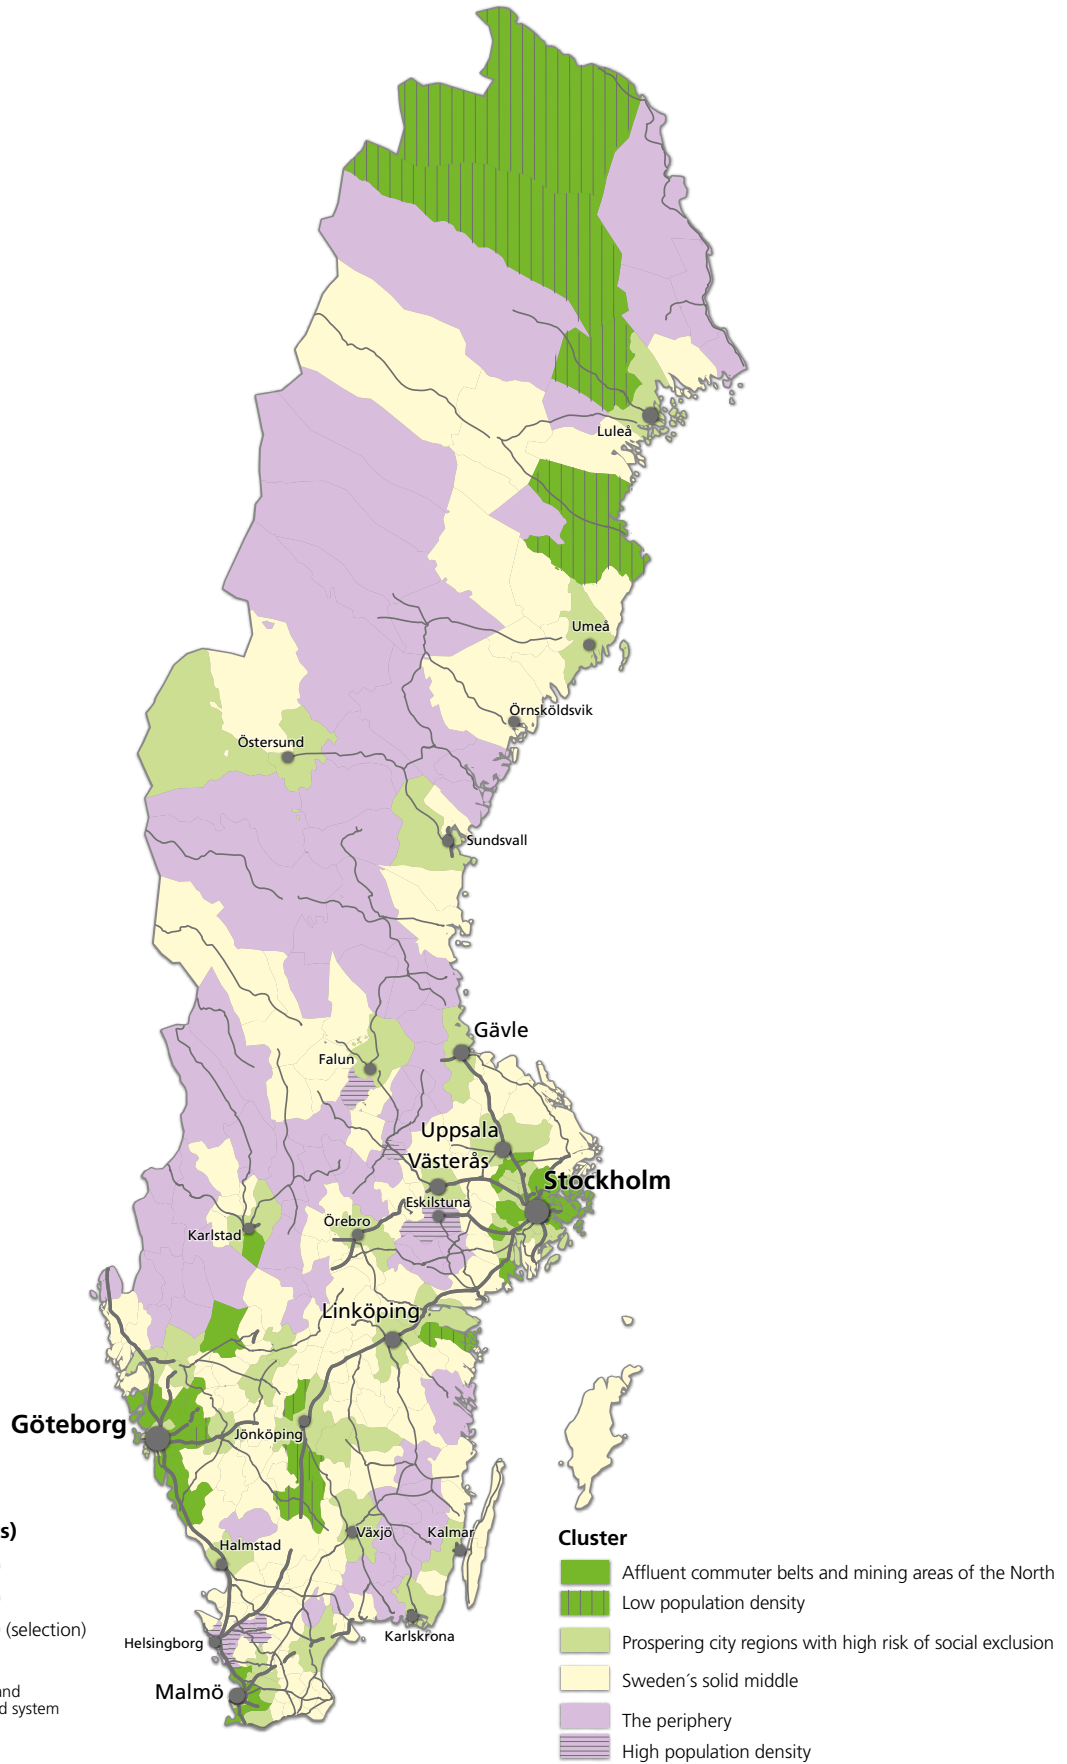 Luleå
Umeå
Örnsköldsvik
Östersund
Sundsvall
Gävle
Falun
Uppsala
Västerås
Stockholm
Eskilstuna
Örebro
Karlstad
Linköping
Göteborg
Jönköping
Växjö
Kalmar
Halmstad
Karlskrona
Helsingborg
Malmö
s)
(selection)
and
d system
Cluster
Affluent commuter belts and mining areas of the North
Low population density
Prospering city regions with high risk of social exclusion
Sweden´s solid middle
The periphery
High population density